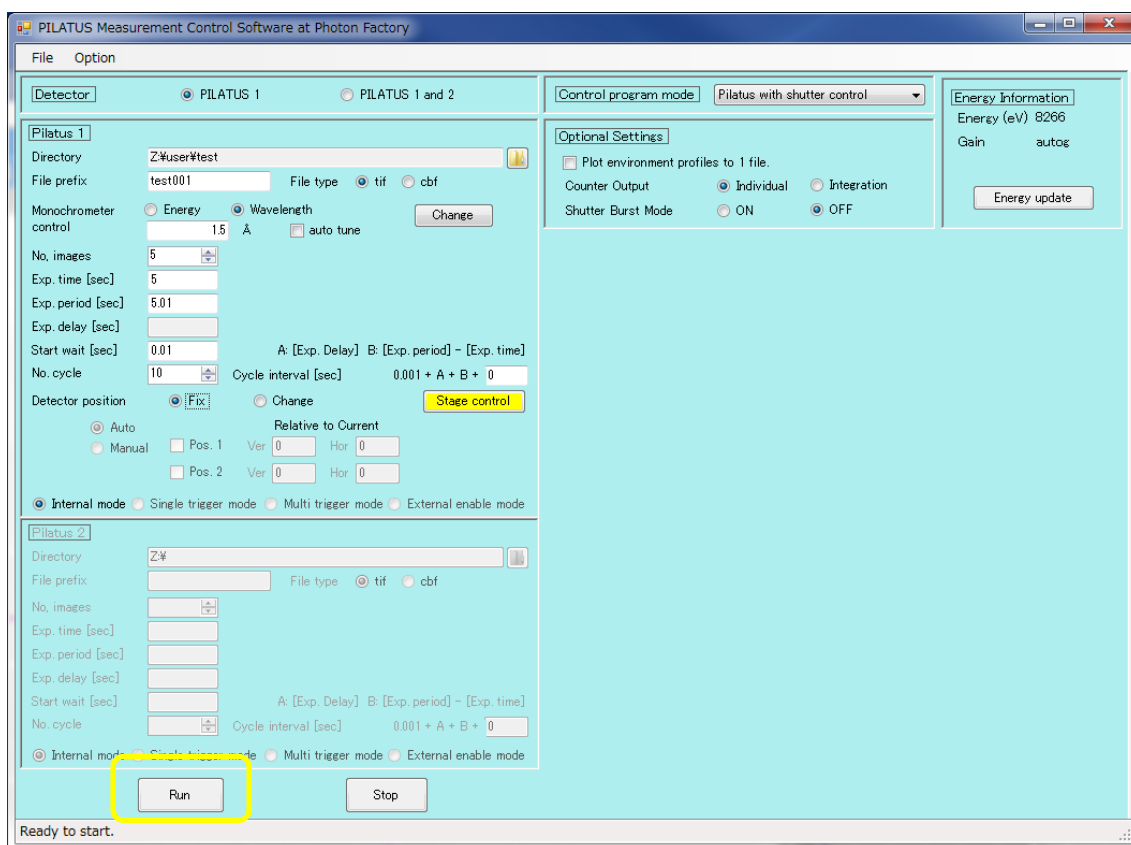 PILATUS Measurement Control Software at Photon Factory
File Option
Detector PILATUS 1 PILATUS 1 and 2
Control program mode Pilatus with shutter control
Energy Information
Energy (eV) 8266
Gain autog
Energy update
Optional Settings
Plot environment profiles to 1 file.
Counter Output Individual Integration
Shutter Burst Mode ON OFF
Pilatus 1
Directory Z:¥user¥test
File prefix test001 File type tif cbf
Monochrometer control Energy Wavelength Change
1.5 Å auto tune
No, images 5
Exp. time [sec] 5
Exp. period [sec] 5.01
Exp. delay [sec]
Start wait [sec] 0.01 A: [Exp. Delay] B: [Exp. period] - [Exp. time]
No. cycle 10 Cycle interval [sec] 0.001 + A + B + 0
Detector position Fix Change Stage control
Auto Relative to Current
Manual Pos. 1 Ver 0 Hor 0
Pos. 2 Ver 0 Hor 0
Internal mode Single trigger mode Multi trigger mode External enable mode
Pilatus 2
Directory Z:¥
File prefix File type tif cbf
No, images
Exp. time [sec]
Exp. period [sec]
Exp. delay [sec]
Start wait [sec] A: [Exp. Delay] B: [Exp. period] - [Exp. time]
No. cycle Cycle interval [sec] 0.001 + A + B + 0
Internal mode Single trigger mode Multi trigger mode External enable mode
Run Stop
Ready to start.